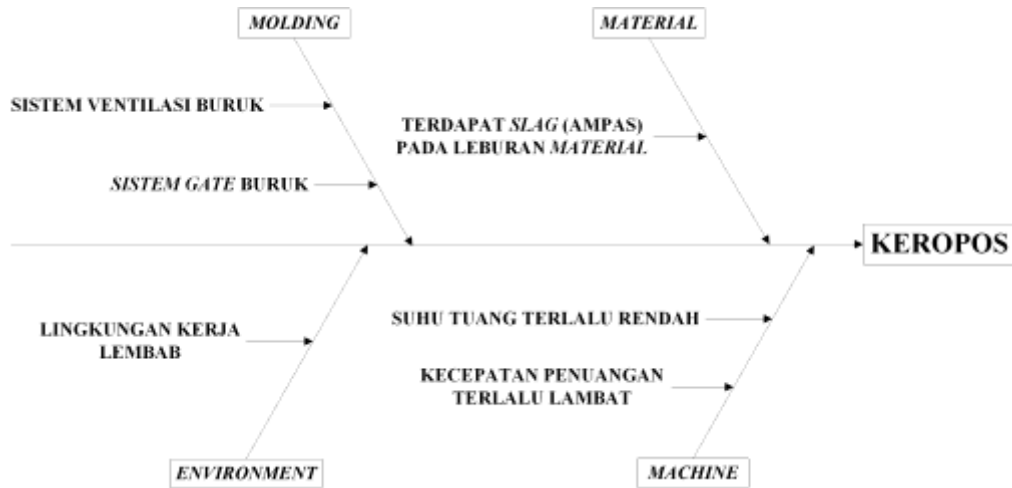 MOLDING
MATERIAL
SISTEM VENTILASI BURUK
TERDAPAT SLAG (AMPAS)
PADA LEBURAN MATERIAL
SISTEM GATE BURUK
KEROPOS
LINGKUNGAN KERJA
LEMBAB
SUHU TUANG TERLALU RENDAH
KECEPATAN PENUANGAN
TERLALU LAMBAT
ENVIRONMENT
MACHINE